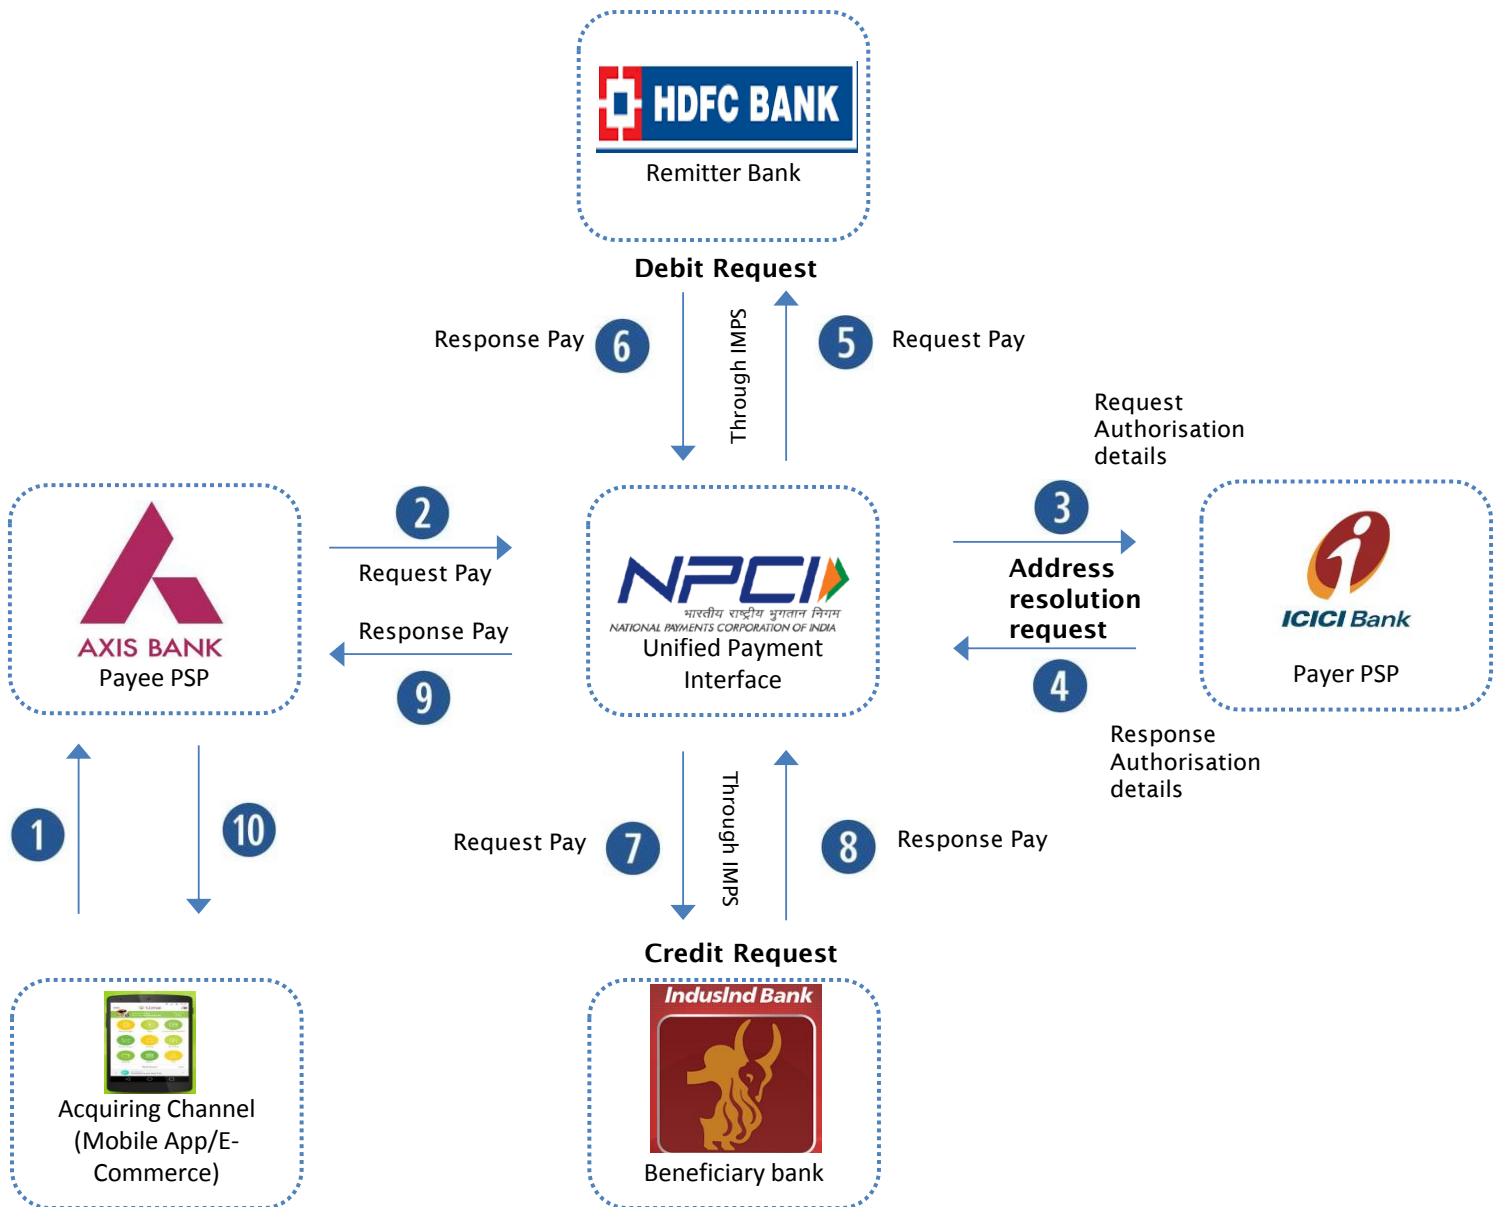 HDFC BANK
Remitter Bank
Debit Request
Response Pay
6
Through IMPS
5
Request Pay
Request
Authorisation
details
2
3
Request Pay
Address
resolution
request
Response Pay
9
4
AXIS BANK
Payee PSP
NPCI
भारतीय राष्ट्रीय भुगतान निगम
NATIONAL PAYMENTS CORPORATION OF INDIA
Unified Payment
Interface
ICICI Bank
Payer PSP
Response
Authorisation
details
1
10
Request Pay
7
Through IMPS
8
Response Pay
Credit Request
IndusInd Bank
Beneficiary bank
Acquiring Channel
(Mobile App/E-
Commerce)